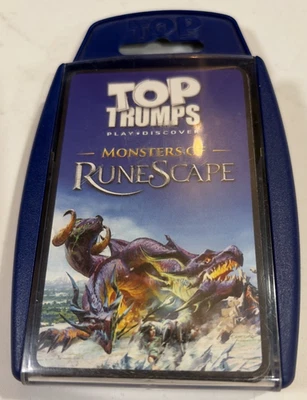 TOP
TRUMPS
PLAY•DISCOVER
MONSTERS OF
RUNESCAPE